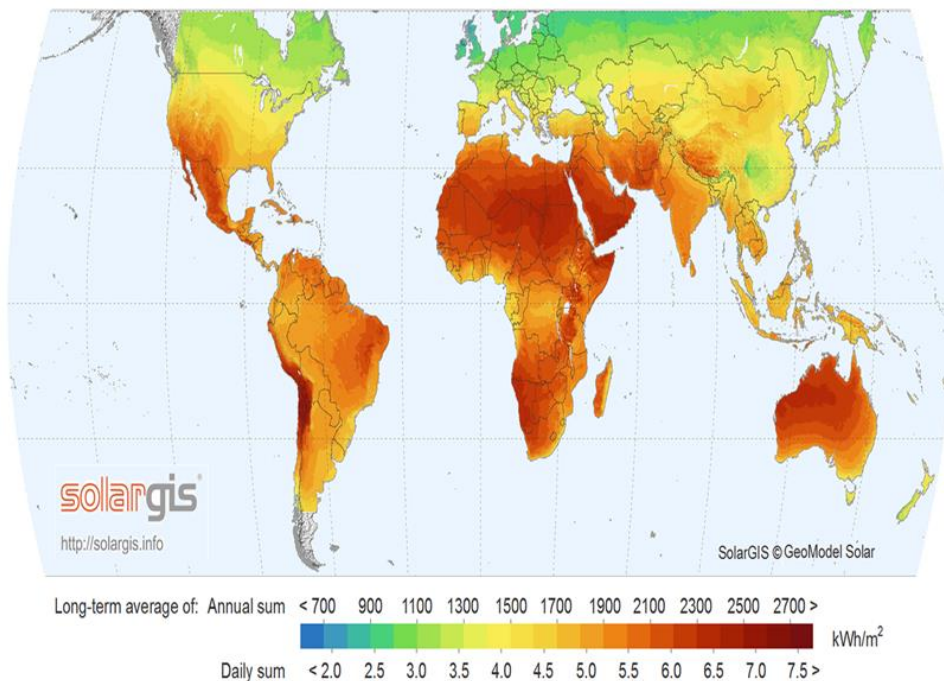 solargis
http://solargis.info
SolarGIS © GeoModel Solar
Long-term average of: Annual sum < 700 900 1100 1300 1500 1700 1900 2100 2300 2500 2700 >
kWh/m²
Daily sum < 2.0 2.5 3.0 3.5 4.0 4.5 5.0 5.5 6.0 6.5 7.0 7.5 >